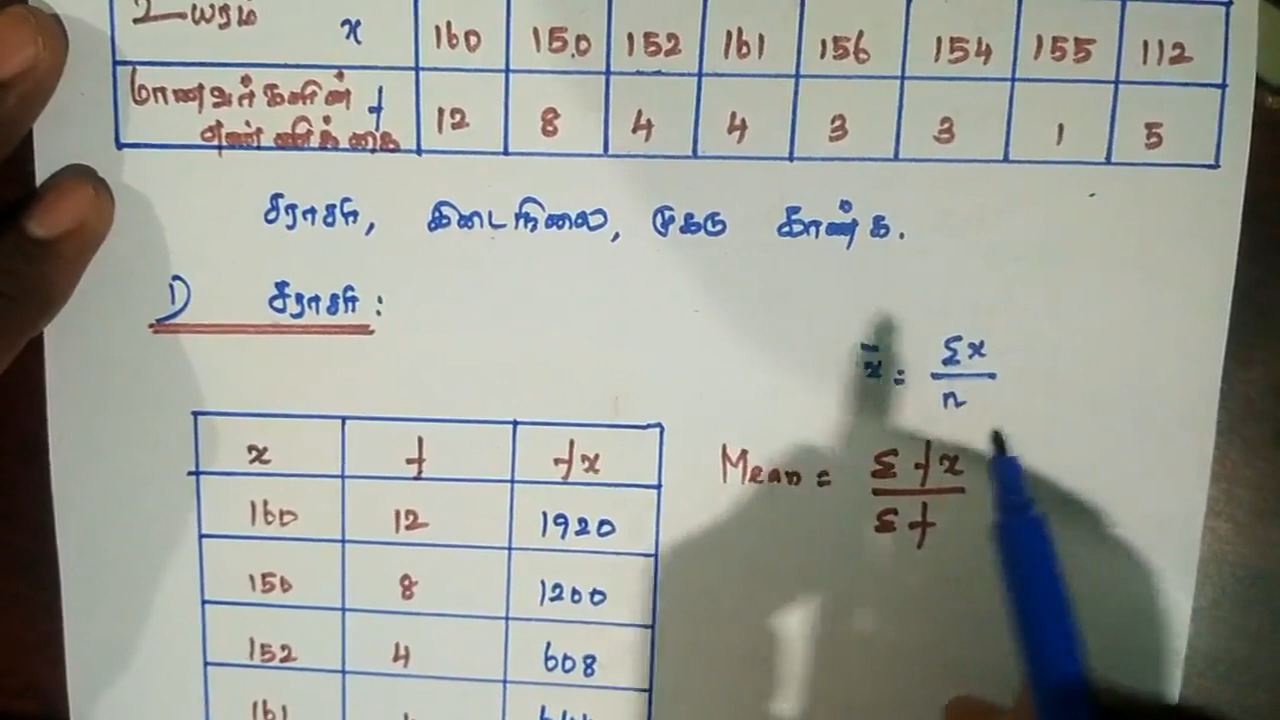 உயரம் x 160 150 152 161 156 154 155 112
மாணவர்களின் f 12 8 4 4 3 3 1 5
எண்ணிக்கை
சராசரி, இடைநிலை, முகடு காண்க.
1) சராசரி :
x̄ = Σx / n
Mean = Σfx / Σf
x f fx
160 12 1920
150 8 1200
152 4 608
161